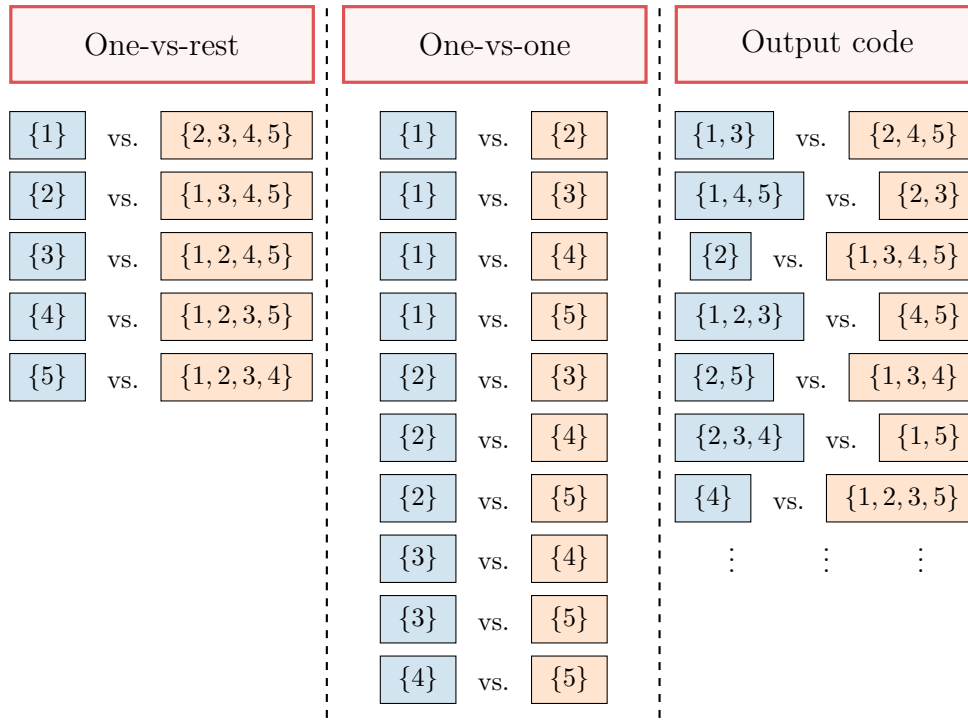 One-vs-rest
{1} vs. {2, 3, 4, 5}
{2} vs. {1, 3, 4, 5}
{3} vs. {1, 2, 4, 5}
{4} vs. {1, 2, 3, 5}
{5} vs. {1, 2, 3, 4}
One-vs-one
{1} vs. {2}
{1} vs. {3}
{1} vs. {4}
{1} vs. {5}
{2} vs. {3}
{2} vs. {4}
{2} vs. {5}
{3} vs. {4}
{3} vs. {5}
{4} vs. {5}
Output code
{1, 3} vs. {2, 4, 5}
{1, 4, 5} vs. {2, 3}
{2} vs. {1, 3, 4, 5}
{1, 2, 3} vs. {4, 5}
{2, 5} vs. {1, 3, 4}
{2, 3, 4} vs. {1, 5}
{4} vs. {1, 2, 3, 5}
⋮ ⋮ ⋮